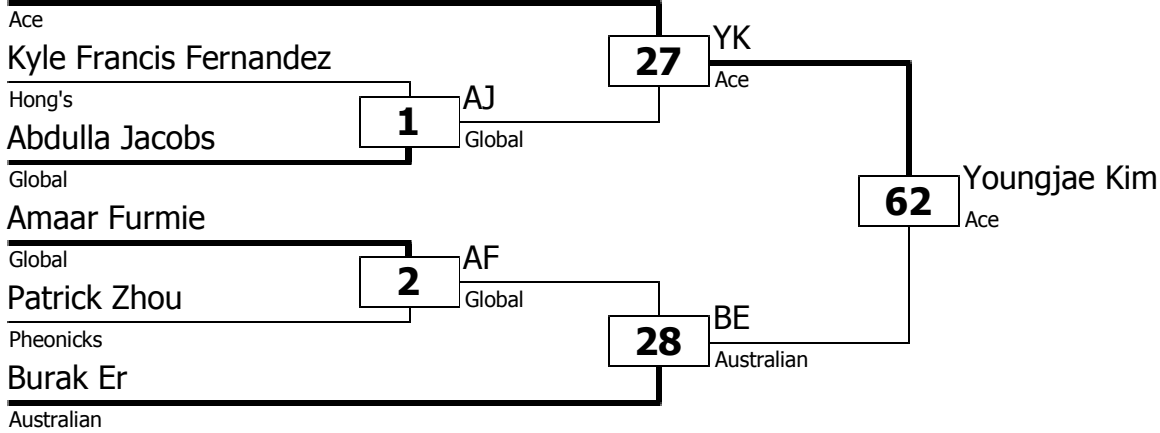 Ace
Kyle Francis Fernandez
Hong's
Abdulla Jacobs
Global
Amaar Furmie
Global
Patrick Zhou
Pheonicks
Burak Er
Australian
1
AJ
Global
2
AF
Global
27
YK
Ace
28
BE
Australian
62
Youngjae Kim
Ace